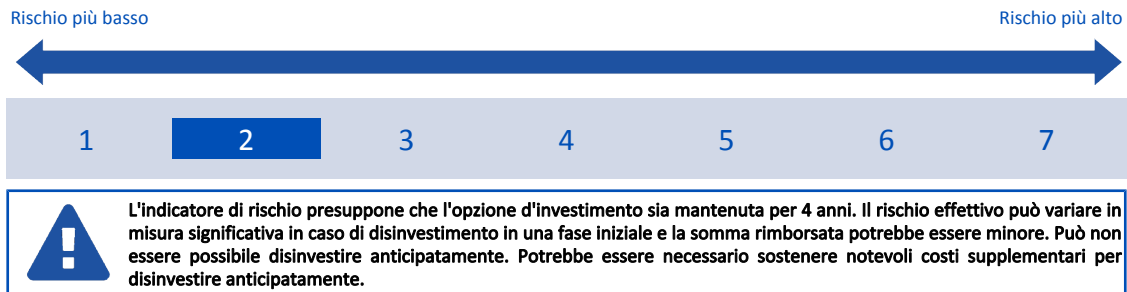 Rischio più basso Rischio più alto
1 2 3 4 5 6 7
L'indicatore di rischio presuppone che l'opzione d'investimento sia mantenuta per 4 anni. Il rischio effettivo può variare in
misura significativa in caso di disinvestimento in una fase iniziale e la somma rimborsata potrebbe essere minore. Può non
essere possibile disinvestire anticipatamente. Potrebbe essere necessario sostenere notevoli costi supplementari per
disinvestire anticipatamente.